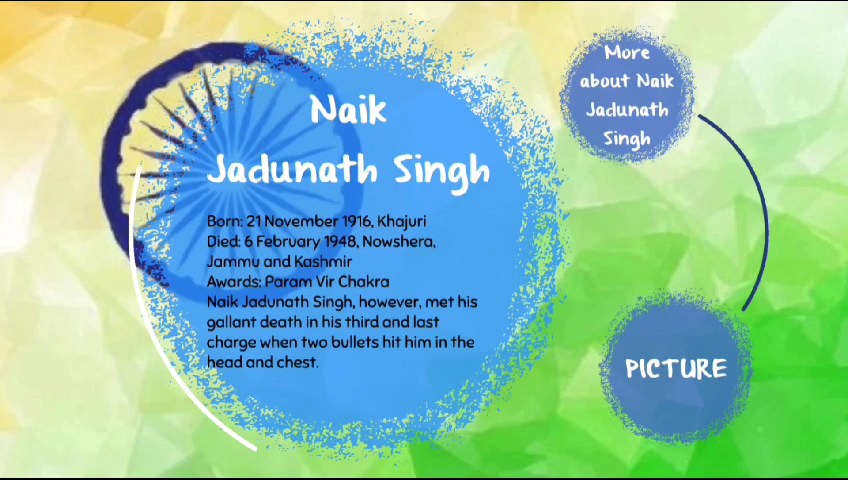 Naik
Jadunath Singh
Born: 21 November 1916, Khajuri
Died: 6 February 1948, Nowshera,
Jammu and Kashmir
Awards: Param Vir Chakra
Naik Jadunath Singh, however, met his
gallant death in his third and last
charge when two bullets hit him in the
head and chest.
More
about Naik
Jadunath
Singh
PICTURE